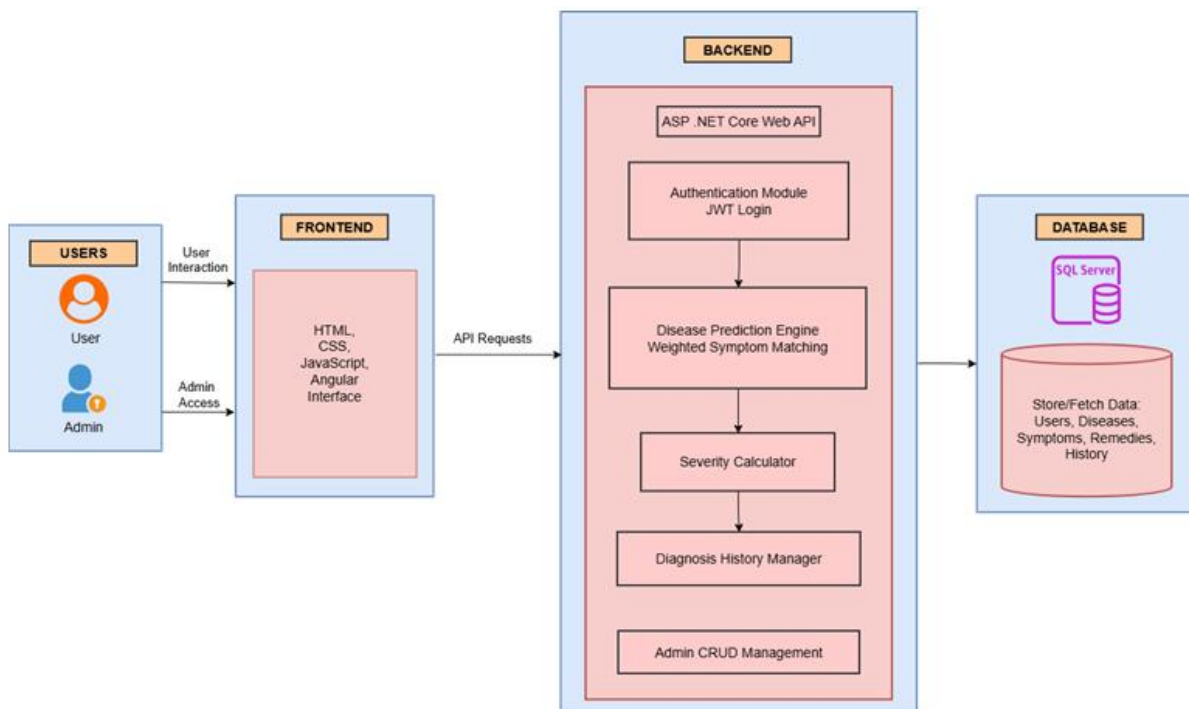 USERS
User
Admin
User
Interaction
Admin
Access
FRONTEND
HTML,
CSS,
JavaScript,
Angular
Interface
API Requests
BACKEND
ASP .NET Core Web API
Authentication Module
JWT Login
Disease Prediction Engine
Weighted Symptom Matching
Severity Calculator
Diagnosis History Manager
Admin CRUD Management
DATABASE
SQL Server
Store/Fetch Data:
Users, Diseases,
Symptoms, Remedies,
History